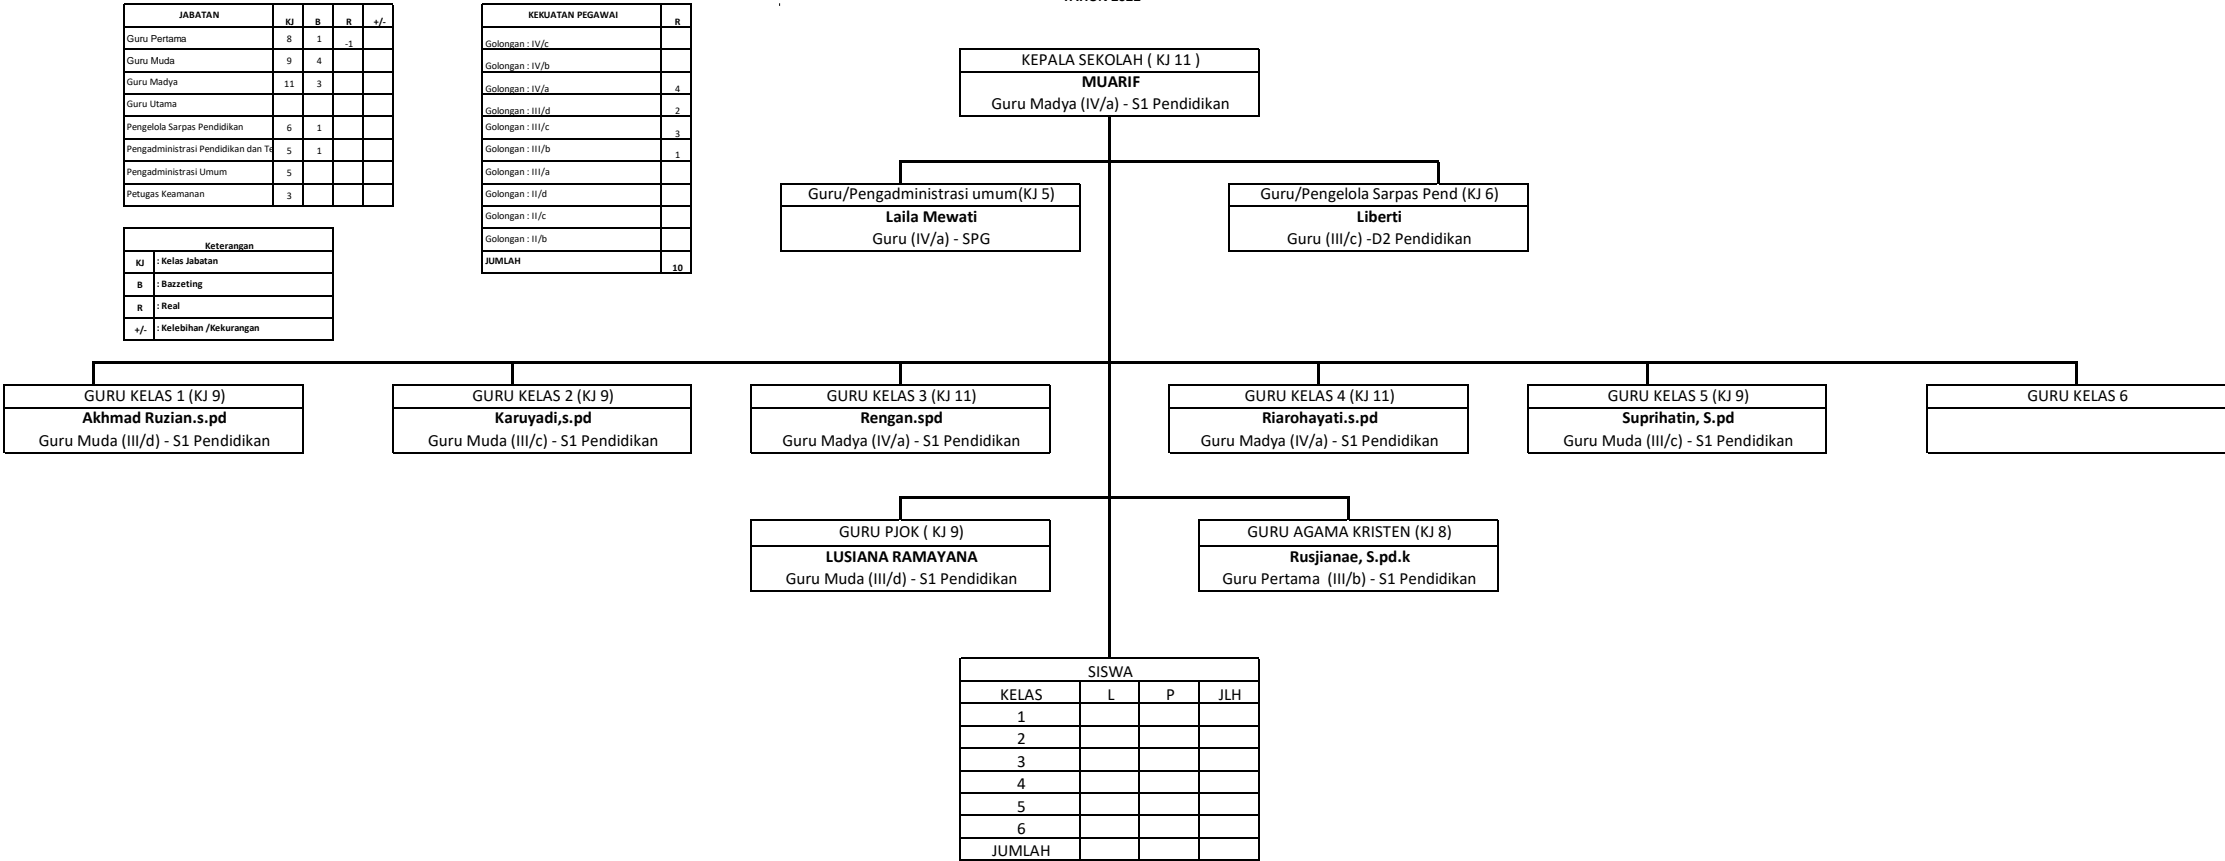 TAHUN 2022
JABATAN KJ B R +/-
Guru Pertama 8 1 -1
Guru Muda 9 4
Guru Madya 11 3
Guru Utama
Pengelola Sarpas Pendidikan 6 1
Pengadministrasi Pendidikan dan Te 5 1
Pengadministrasi Umum 5
Petugas Keamanan 3
Keterangan
KJ : Kelas Jabatan
B : Bazzeting
R : Real
+/- : Kelebihan /Kekurangan
KEKUATAN PEGAWAI R
Golongan : IV/c
Golongan : IV/b
Golongan : IV/a 4
Golongan : III/d 2
Golongan : III/c 3
Golongan : III/b 1
Golongan : III/a
Golongan : II/d
Golongan : II/c
Golongan : II/b
JUMLAH 10
KEPALA SEKOLAH ( KJ 11 )
MUARIF
Guru Madya (IV/a) - S1 Pendidikan
Guru/Pengadministrasi umum(KJ 5)
Laila Mewati
Guru (IV/a) - SPG
Guru/Pengelola Sarpas Pend (KJ 6)
Liberti
Guru (III/c) -D2 Pendidikan
GURU KELAS 1 (KJ 9)
Akhmad Ruzian.s.pd
Guru Muda (III/d) - S1 Pendidikan
GURU KELAS 2 (KJ 9)
Karuyadi,s.pd
Guru Muda (III/c) - S1 Pendidikan
GURU KELAS 3 (KJ 11)
Rengan.spd
Guru Madya (IV/a) - S1 Pendidikan
GURU KELAS 4 (KJ 11)
Riarohayati.s.pd
Guru Madya (IV/a) - S1 Pendidikan
GURU KELAS 5 (KJ 9)
Suprihatin, S.pd
Guru Muda (III/c) - S1 Pendidikan
GURU KELAS 6
GURU PJOK ( KJ 9)
LUSIANA RAMAYANA
Guru Muda (III/d) - S1 Pendidikan
GURU AGAMA KRISTEN (KJ 8)
Rusjianae, S.pd.k
Guru Pertama (III/b) - S1 Pendidikan
SISWA
KELAS L P JLH
1
2
3
4
5
6
JUMLAH